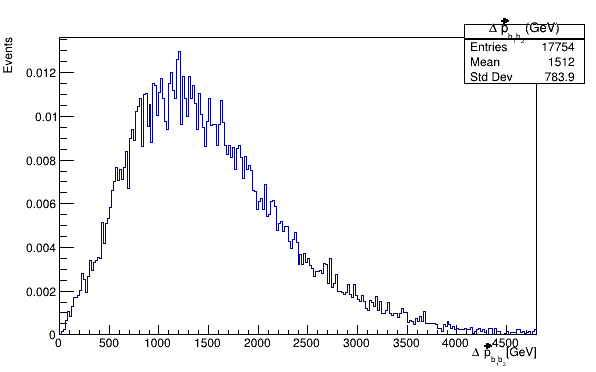 Δ p⃗ b₁b₂ (GeV)
Entries 17754
Mean 1512
Std Dev 783.9
Events
0.012
0.01
0.008
0.006
0.004
0.002
0
0 500 1000 1500 2000 2500 3000 3500 4000 4500
Δ p⃗ b₁b₂ [GeV]